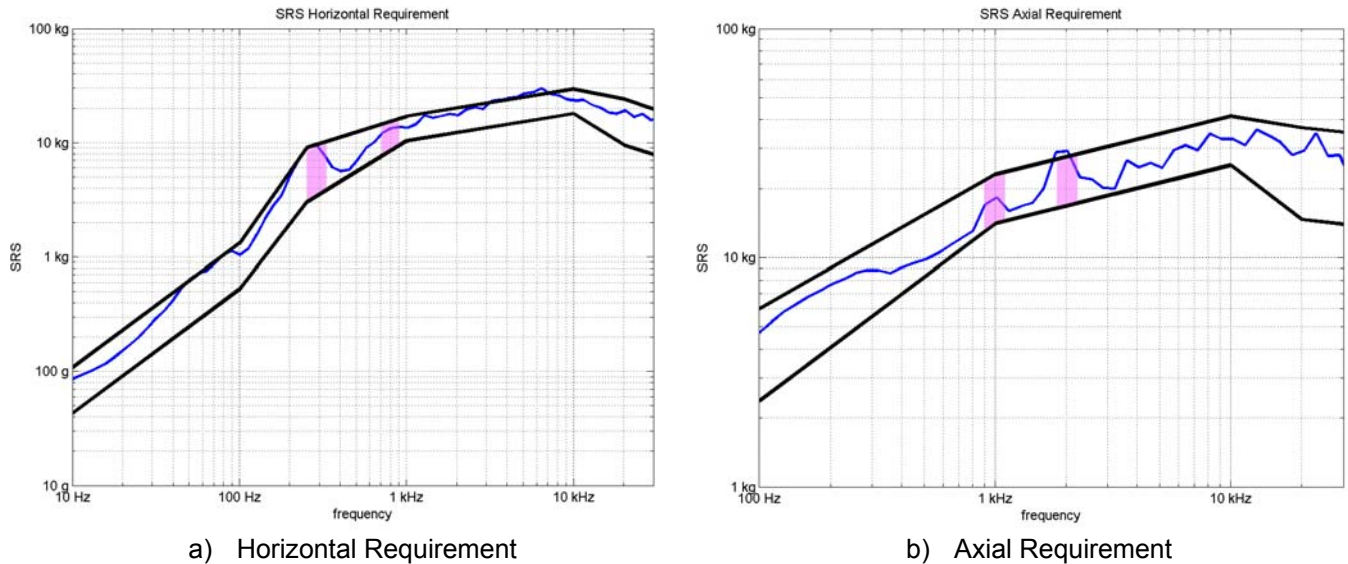 SRS Horizontal Requirement
100 kg
10 kg
1 kg
100 g
10 g
SRS
10 Hz 100 Hz 1 kHz 10 kHz
frequency
a) Horizontal Requirement
SRS Axial Requirement
100 kg
10 kg
1 kg
SRS
100 Hz 1 kHz 10 kHz
frequency
b) Axial Requirement